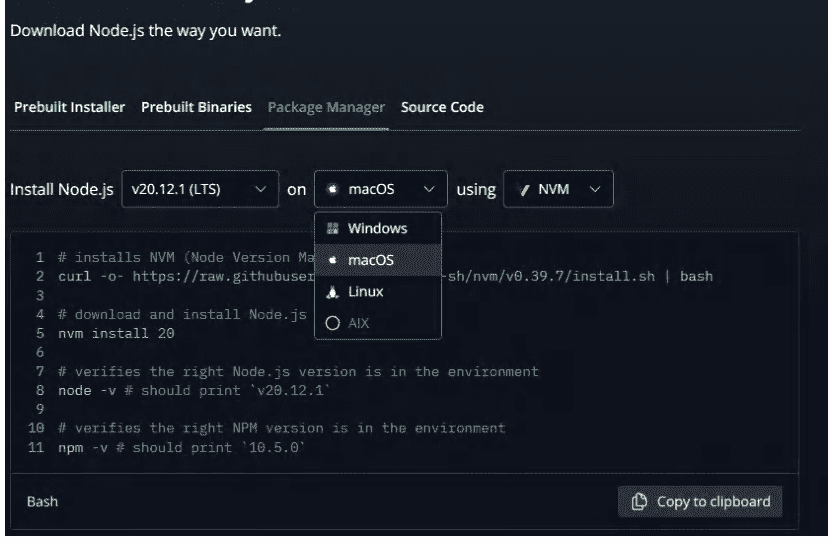 Download Node.js the way you want.
Prebuilt Installer Prebuilt Binaries Package Manager Source Code
Install Node.js v20.12.1 (LTS) on macOS using NVM
Windows
macOS
Linux
AIX
1 # installs NVM (Node Version Ma
2 curl -o- https://raw.githubuser -sh/nvm/v0.39.7/install.sh | bash
3
4 # download and install Node.js
5 nvm install 20
6
7 # verifies the right Node.js version is in the environment
8 node -v # should print `v20.12.1`
9
10 # verifies the right NPM version is in the environment
11 npm -v # should print `10.5.0`
Bash Copy to clipboard